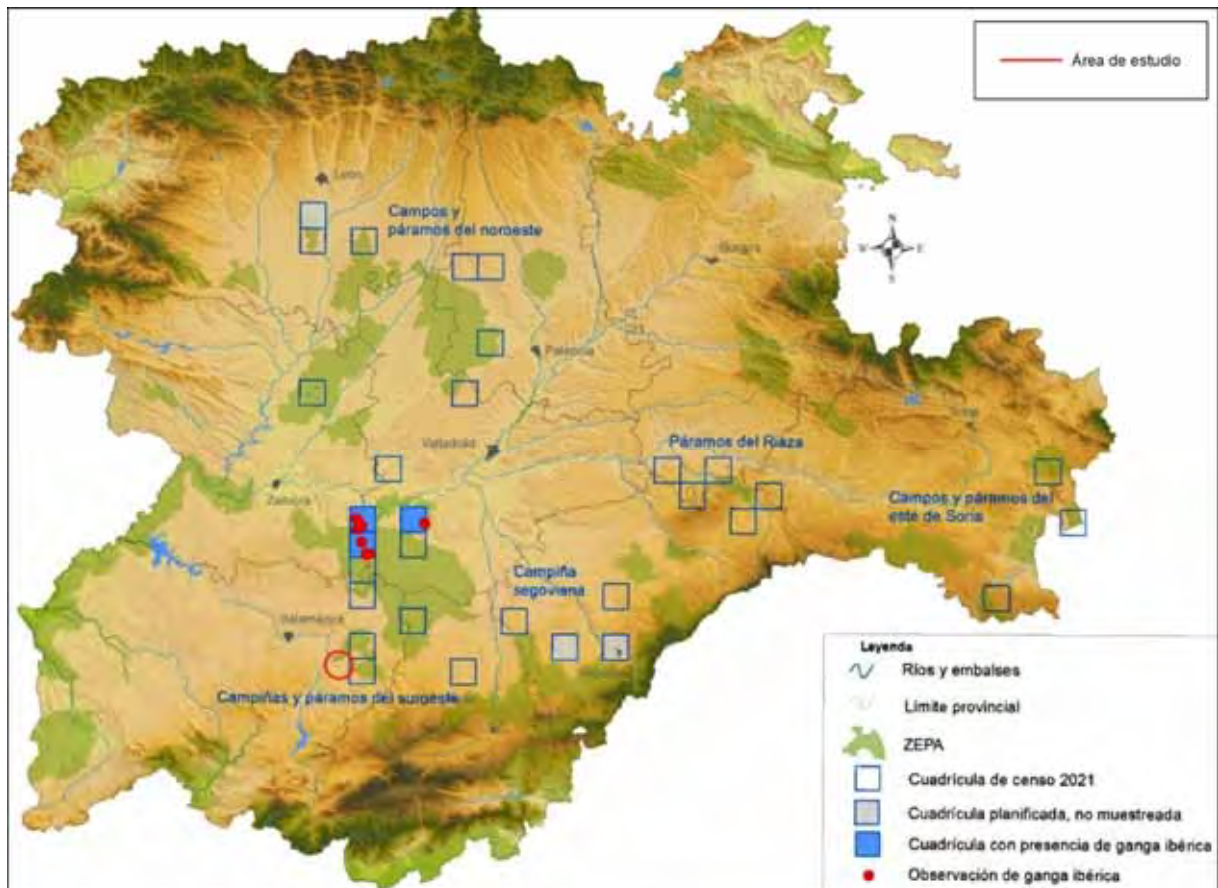 Área de estudio
León
Campos y
páramos del noroeste
N
W
E
S
Burgos
Palencia
Valladolid
Páramos del Riaza
Zamora
Campos y páramos del
este de Soria
Campiña
segoviana
Salamanca
Campiñas y páramos del suroeste
Leyenda
Ríos y embalses
Límite provincial
ZEPA
Cuadrícula de censo 2021
Cuadrícula planificada, no muestreada
Cuadrícula con presencia de ganga ibérica
Observación de ganga ibérica